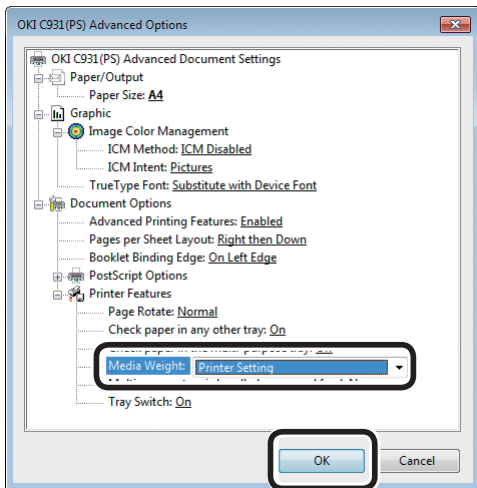 OKI C931(PS) Advanced Options
OKI C931(PS) Advanced Document Settings
Paper/Output
Paper Size: A4
Graphic
Image Color Management
ICM Method: ICM Disabled
ICM Intent: Pictures
TrueType Font: Substitute with Device Font
Document Options
Advanced Printing Features: Enabled
Pages per Sheet Layout: Right then Down
Booklet Binding Edge: On Left Edge
PostScript Options
Printer Features
Page Rotate: Normal
Check paper in any other tray: On
Media Weight: Printer Setting
Tray Switch: On
OK
Cancel